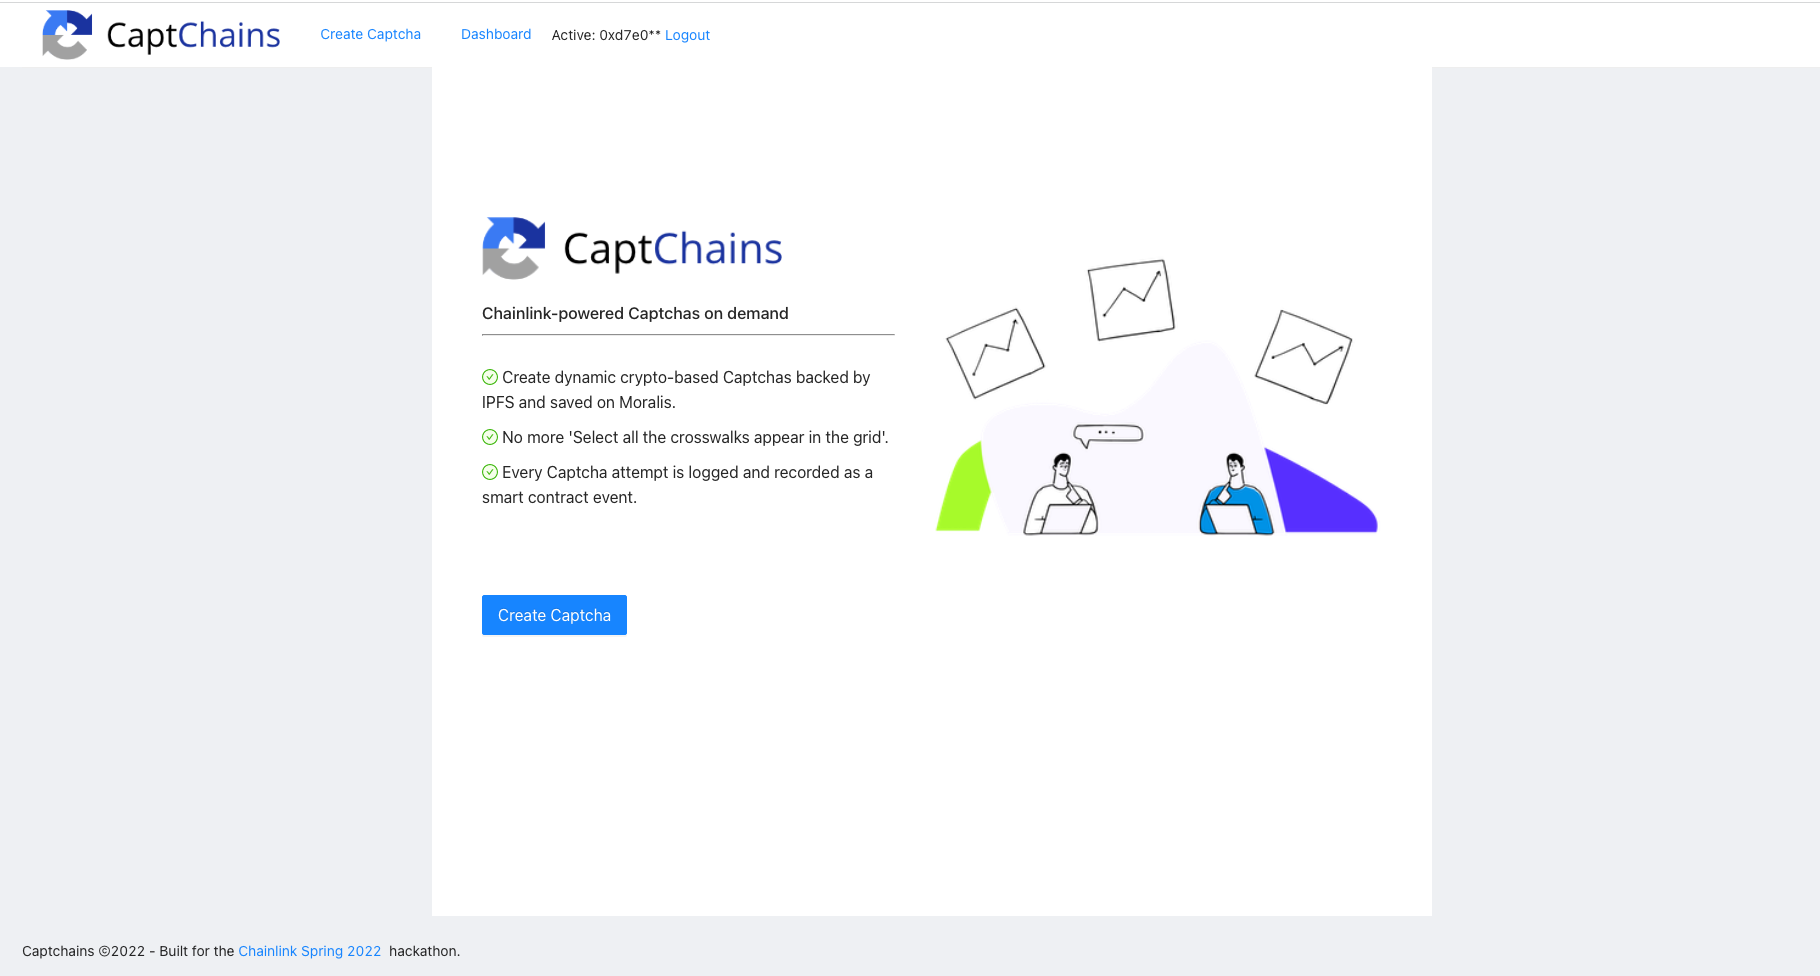 CaptChains Create Captcha Dashboard Active: 0xd7e0** Logout
CaptChains
Chainlink-powered Captchas on demand
Create dynamic crypto-based Captchas backed by
IPFS and saved on Moralis.
No more 'Select all the crosswalks appear in the grid'.
Every Captcha attempt is logged and recorded as a
smart contract event.
Create Captcha
Captchains ©2022 - Built for the Chainlink Spring 2022 hackathon.